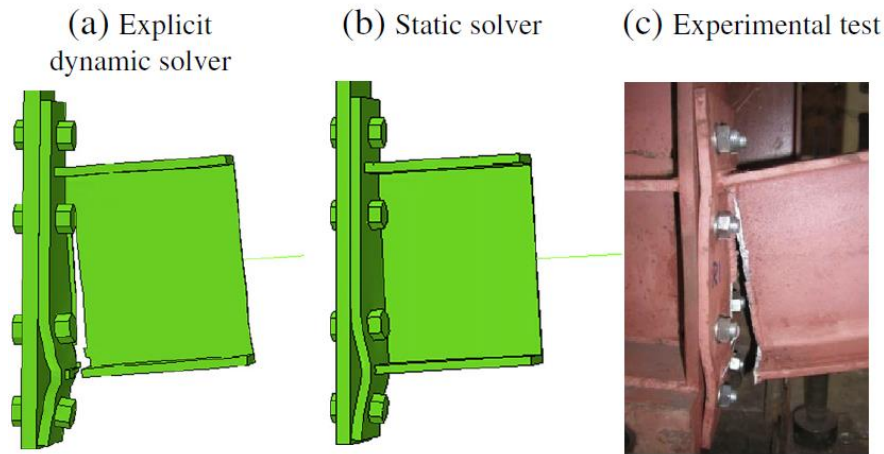 (a) Explicit
dynamic solver
(b) Static solver
(c) Experimental test